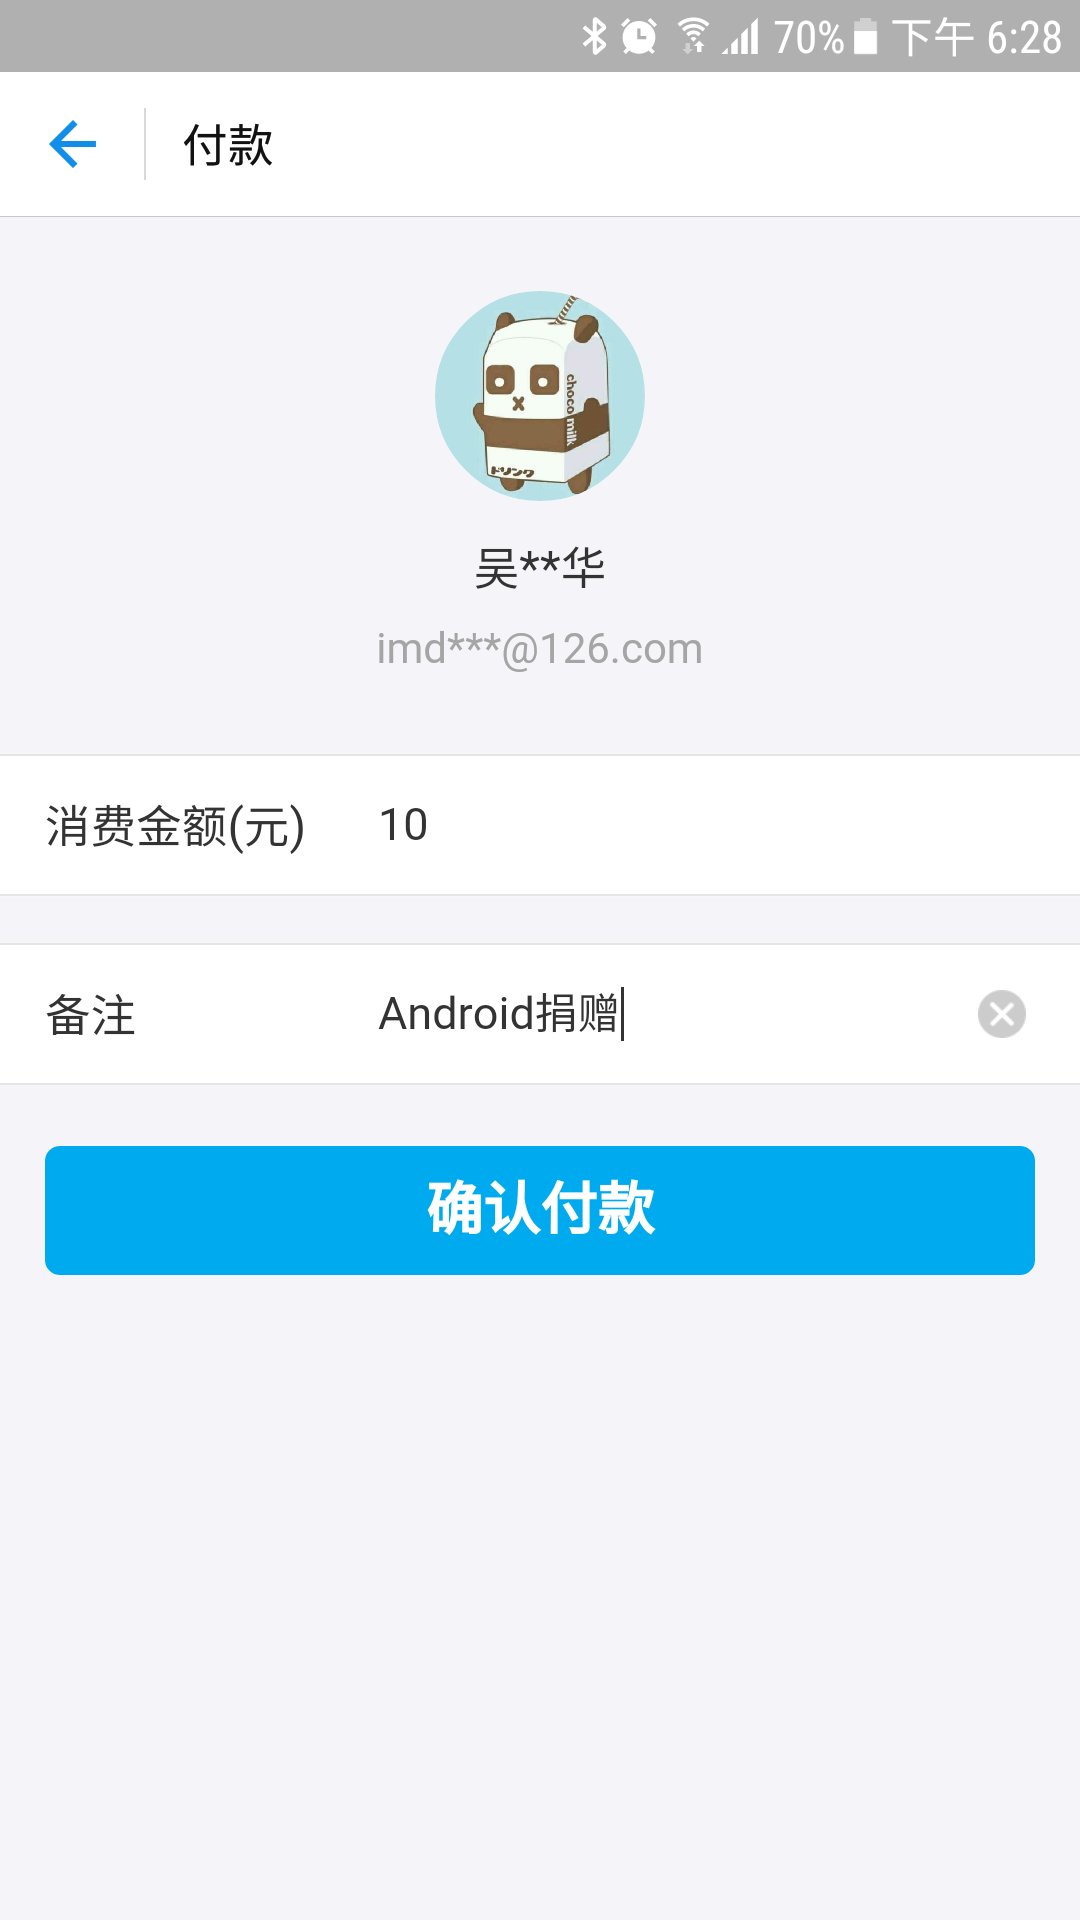 70% 下午 6:28
付款
choco milk
ドリンク
吴**华
imd***@126.com
消费金额(元) 10
备注 Android捐赠
确认付款